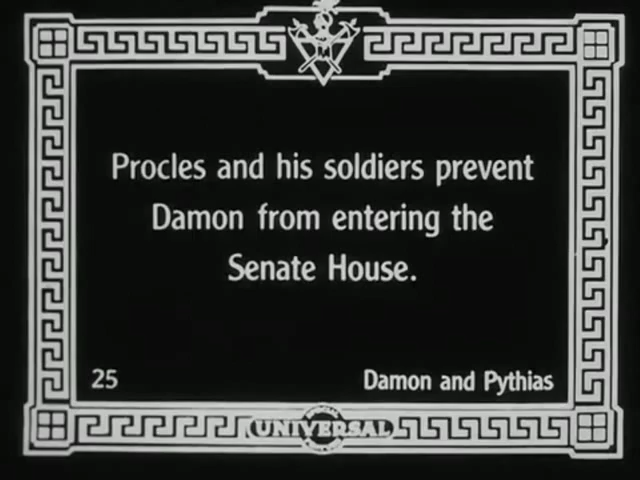 Procles and his soldiers prevent
Damon from entering the
Senate House.
25
Damon and Pythias
UNIVERSAL